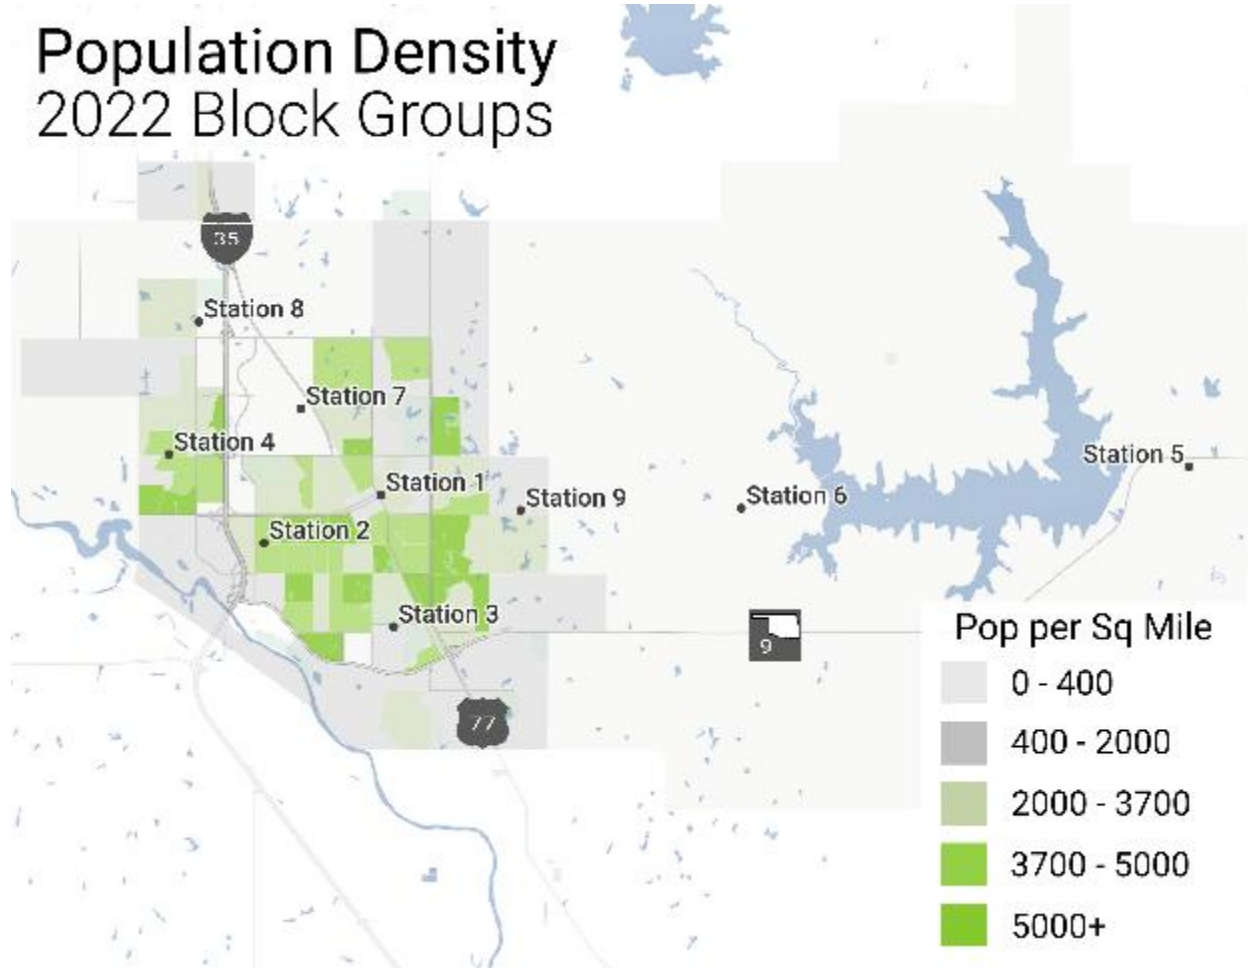 Population Density
2022 Block Groups
35
Station 8
Station 7
Station 4
Station 5
Station 1
Station 9
Station 6
Station 2
Station 3
9
77
Pop per Sq Mile
0 - 400
400 - 2000
2000 - 3700
3700 - 5000
5000+